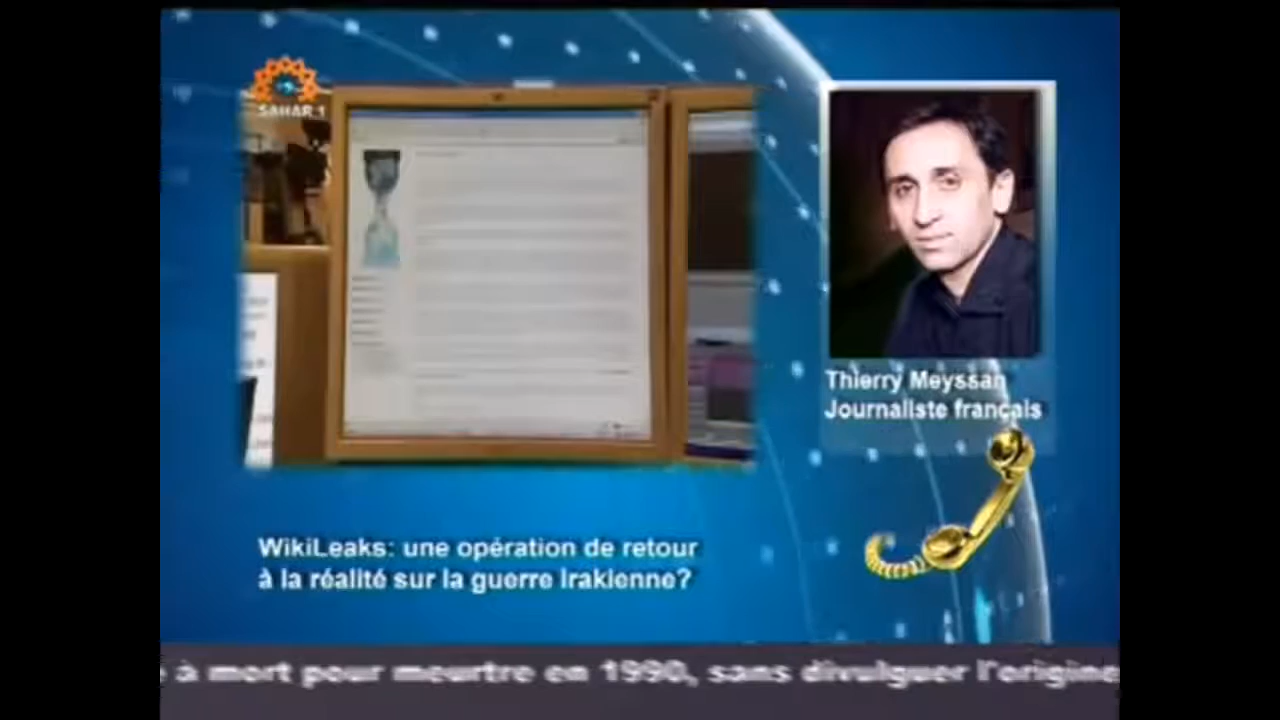 SAHAR 1
Thierry Meyssan
Journaliste français
WikiLeaks: une opération de retour
à la réalité sur la guerre Irakienne?
à mort pour meurtre en 1990, sans divulguer l'origine